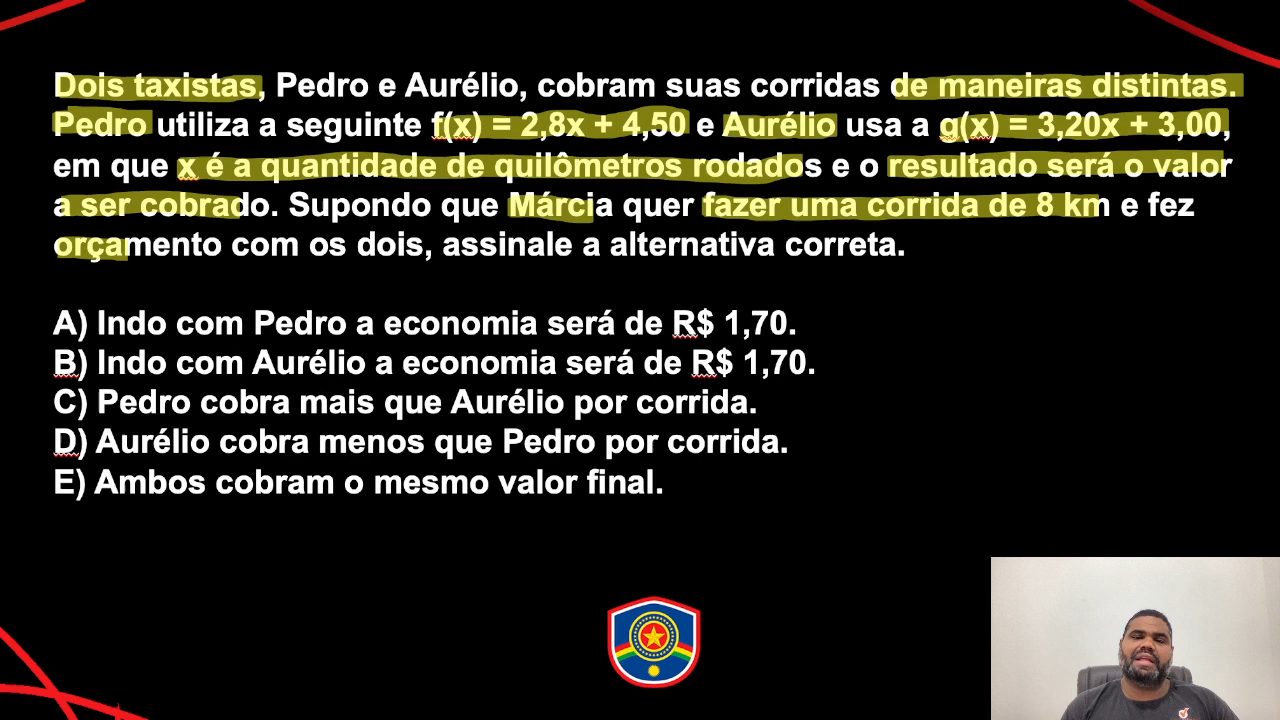 Dois taxistas, Pedro e Aurélio, cobram suas corridas de maneiras distintas.
Pedro utiliza a seguinte f(x) = 2,8x + 4,50 e Aurélio usa a g(x) = 3,20x + 3,00,
em que x é a quantidade de quilômetros rodados e o resultado será o valor
a ser cobrado. Supondo que Márcia quer fazer uma corrida de 8 km e fez
orçamento com os dois, assinale a alternativa correta.
A) Indo com Pedro a economia será de R$ 1,70.
B) Indo com Aurélio a economia será de R$ 1,70.
C) Pedro cobra mais que Aurélio por corrida.
D) Aurélio cobra menos que Pedro por corrida.
E) Ambos cobram o mesmo valor final.